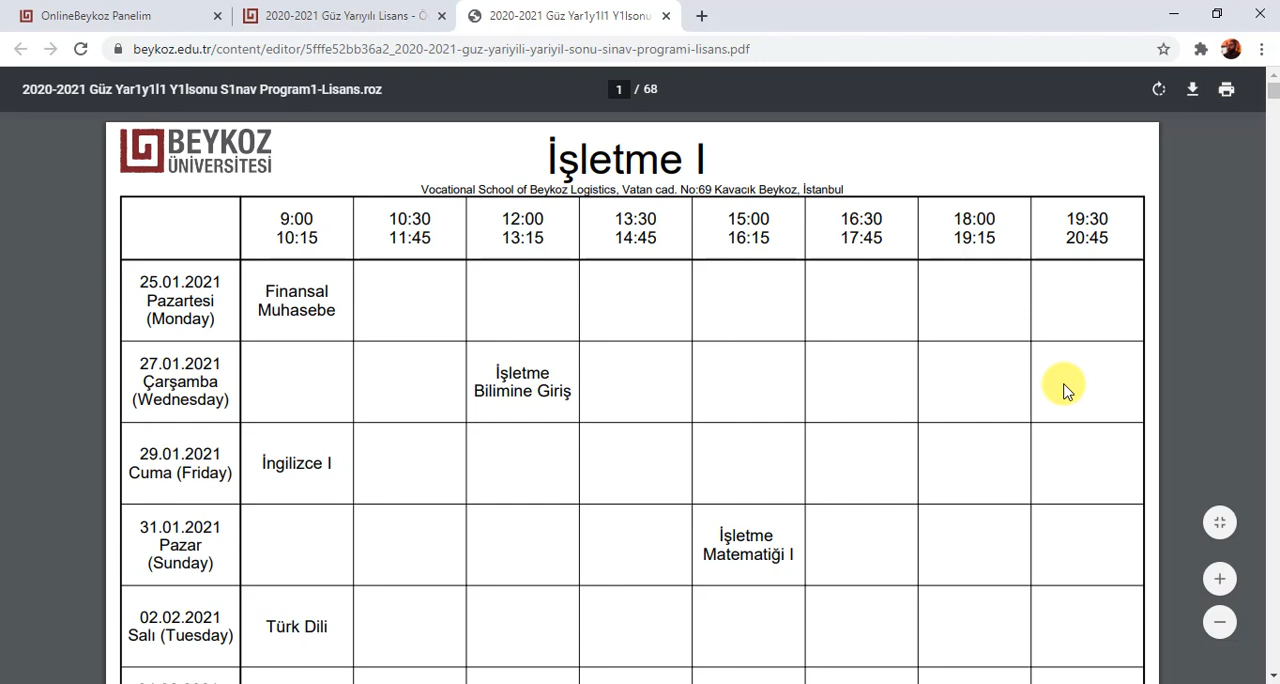 OnlineBeykoz Panelim
2020-2021 Güz Yarıyılı Lisans - Ö
2020-2021 Güz Yar1y1l1 Y1lsonu
beykoz.edu.tr/content/editor/5fffe52bb36a2_2020-2021-guz-yariyili-yariyil-sonu-sinav-programi-lisans.pdf
2020-2021 Güz Yar1y1l1 Y1lsonu S1nav Program1-Lisans.roz
1 / 68
BEYKOZ
ÜNİVERSİTESİ
İşletme I
Vocational School of Beykoz Logistics, Vatan cad. No:69 Kavacık Beykoz, İstanbul
9:00 10:30 12:00 13:30 15:00 16:30 18:00 19:30
10:15 11:45 13:15 14:45 16:15 17:45 19:15 20:45
25.01.2021
Pazartesi
(Monday)
Finansal
Muhasebe
27.01.2021
Çarşamba
(Wednesday)
İşletme
Bilimine Giriş
29.01.2021
Cuma (Friday)
İngilizce I
31.01.2021
Pazar
(Sunday)
İşletme
Matematiği I
02.02.2021
Salı (Tuesday)
Türk Dili